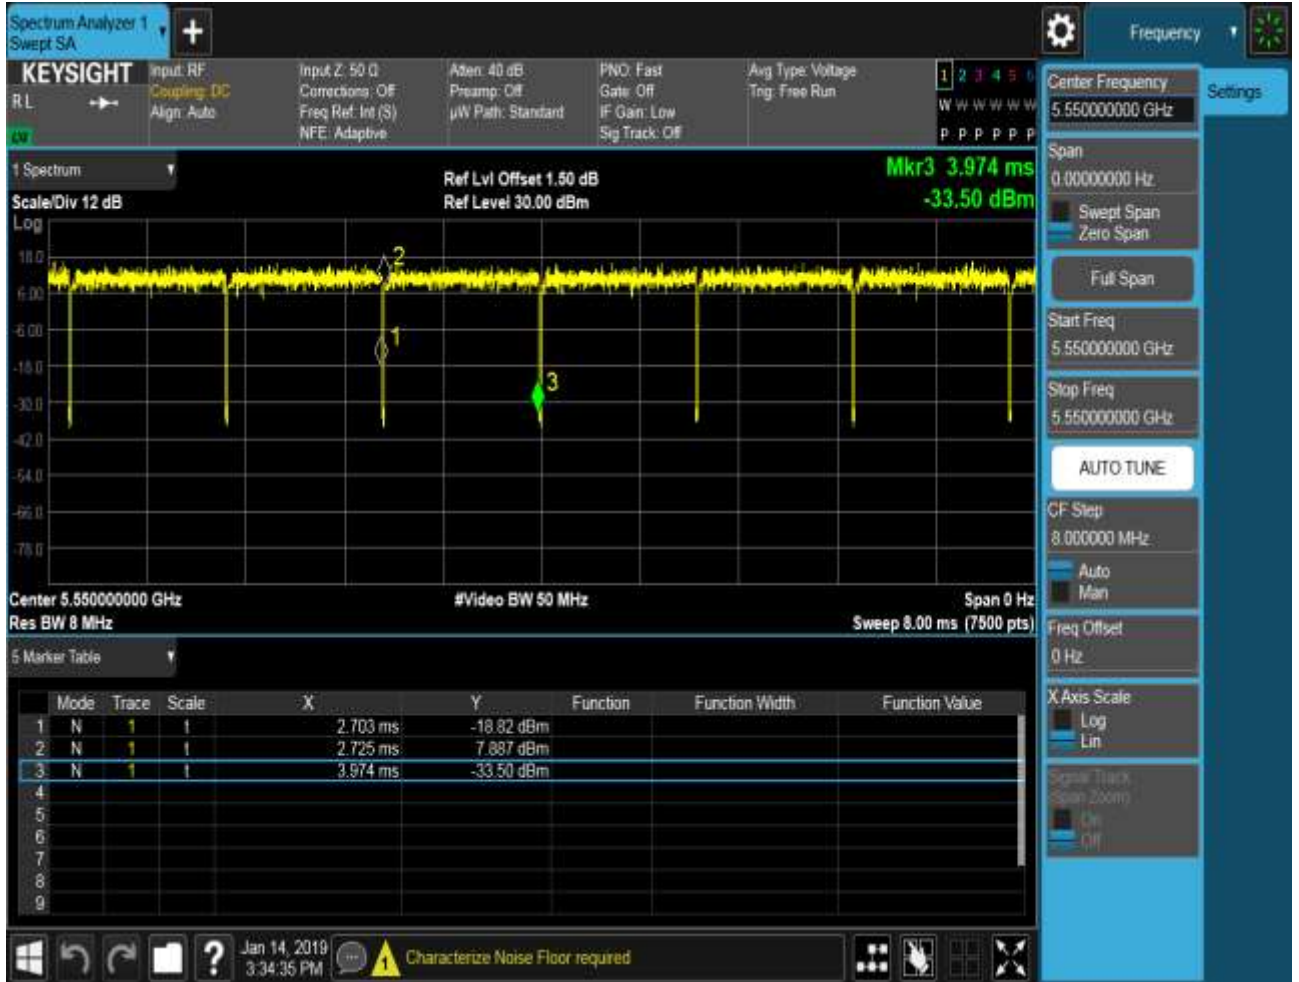 Spectrum Analyzer 1
Swept SA
Frequency
KEYSIGHT
Input: RF
Input Z: 50 Ω
Atten: 40 dB
PNO: Fast
Avg Type: Voltage
1 2 3 4 5 6
R L
Coupling: DC
Corrections: Off
Preamp: Off
Gate: Off
Trig: Free Run
Align: Auto
Freq Ref: Int (S)
µW Path: Standard
IF Gain: Low
W W W W W W
NFE: Adaptive
Sig Track: Off
P P P P P P
1 Spectrum
Ref Lvl Offset 1.50 dB
Mkr3 3.974 ms
Scale/Div 12 dB
Ref Level 30.00 dBm
-33.50 dBm
Log
18.0
6.00
-6.00
-18.0
-30.0
-42.0
-54.0
-66.0
-78.0
2
1
3
Center 5.550000000 GHz
#Video BW 50 MHz
Span 0 Hz
Res BW 8 MHz
Sweep 8.00 ms (7500 pts)
5 Marker Table
Mode Trace Scale X Y Function Function Width Function Value
1 N 1 t 2.703 ms -18.82 dBm
2 N 1 t 2.725 ms 7.887 dBm
3 N 1 t 3.974 ms -33.50 dBm
4
5
6
7
8
9
Center Frequency
5.550000000 GHz
Settings
Span
0.00000000 Hz
Swept Span
Zero Span
Full Span
Start Freq
5.550000000 GHz
Stop Freq
5.550000000 GHz
AUTO TUNE
CF Step
8.000000 MHz
Auto
Man
Freq Offset
0 Hz
X Axis Scale
Log
Lin
Signal Track
(Span Zoom)
On
Off
?
Jan 14, 2019
3:34:35 PM
1
Characterize Noise Floor required